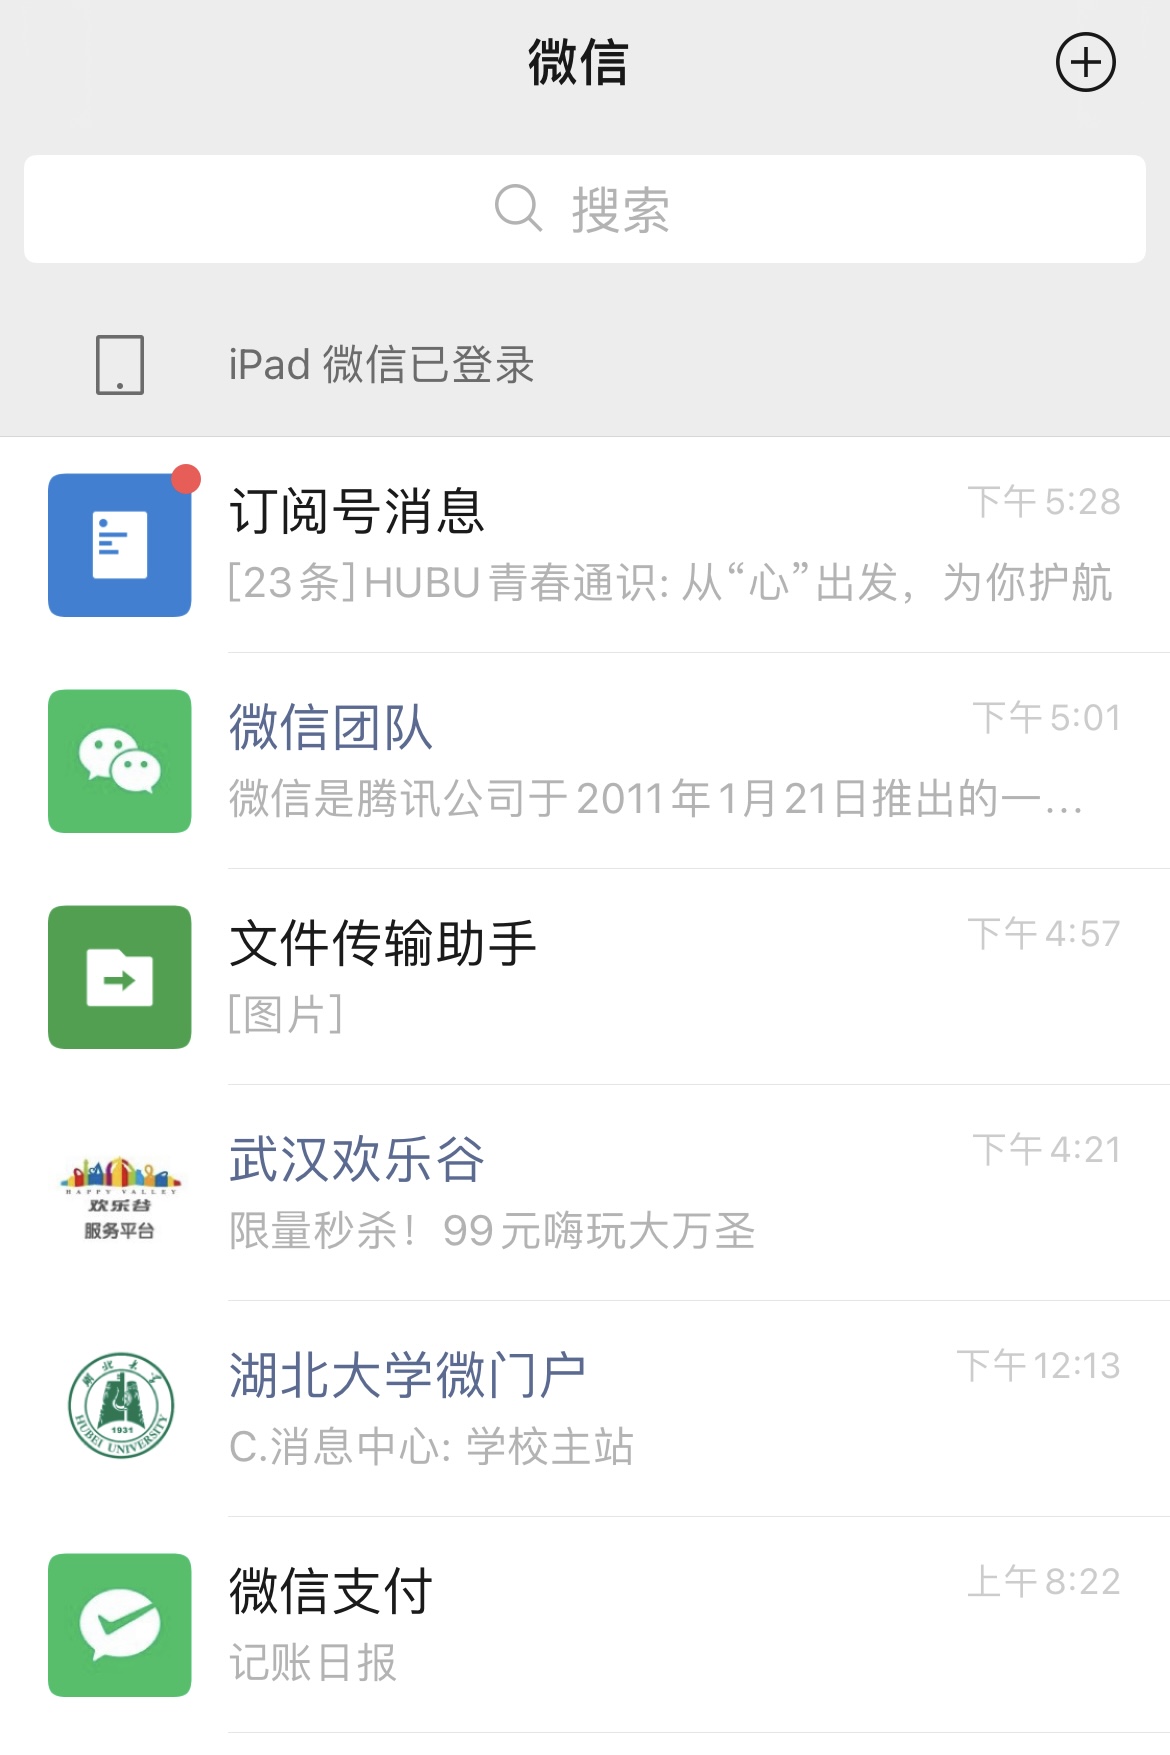 微信
搜索
iPad 微信已登录
订阅号消息
下午 5:28
[23条]HUBU青春通识: 从“心”出发，为你护航
微信团队
下午 5:01
微信是腾讯公司于2011年1月21日推出的一...
文件传输助手
下午 4:57
[图片]
武汉欢乐谷
下午 4:21
HAPPY VALLEY
欢乐谷
服务平台
限量秒杀！99元嗨玩大万圣
湖北大学微门户
下午 12:13
湖北大学
1931
HUBEI UNIVERSITY
C.消息中心: 学校主站
微信支付
上午 8:22
记账日报